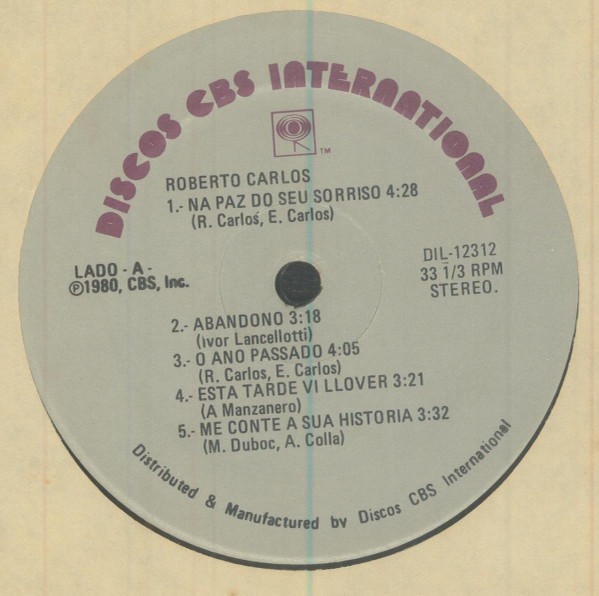 DISCOS CBS INTERNATIONAL
TM
ROBERTO CARLOS
1.- NA PAZ DO SEU SORRISO 4:28
(R. Carlos, E. Carlos)
LADO - A -
Ⓟ1980, CBS, Inc.
DIL-12312
33 1/3 RPM
STEREO.
2.- ABANDONO 3:18
(ivor Lancellotti)
3.- O ANO PASSADO 4:05
(R. Carlos, E. Carlos)
4.- ESTA TARDE VI LLOVER 3:21
(A Manzanero)
5.- ME CONTE A SUA HISTORIA 3:32
(M. Duboc, A. Colla)
Distributed & Manufactured by Discos CBS International